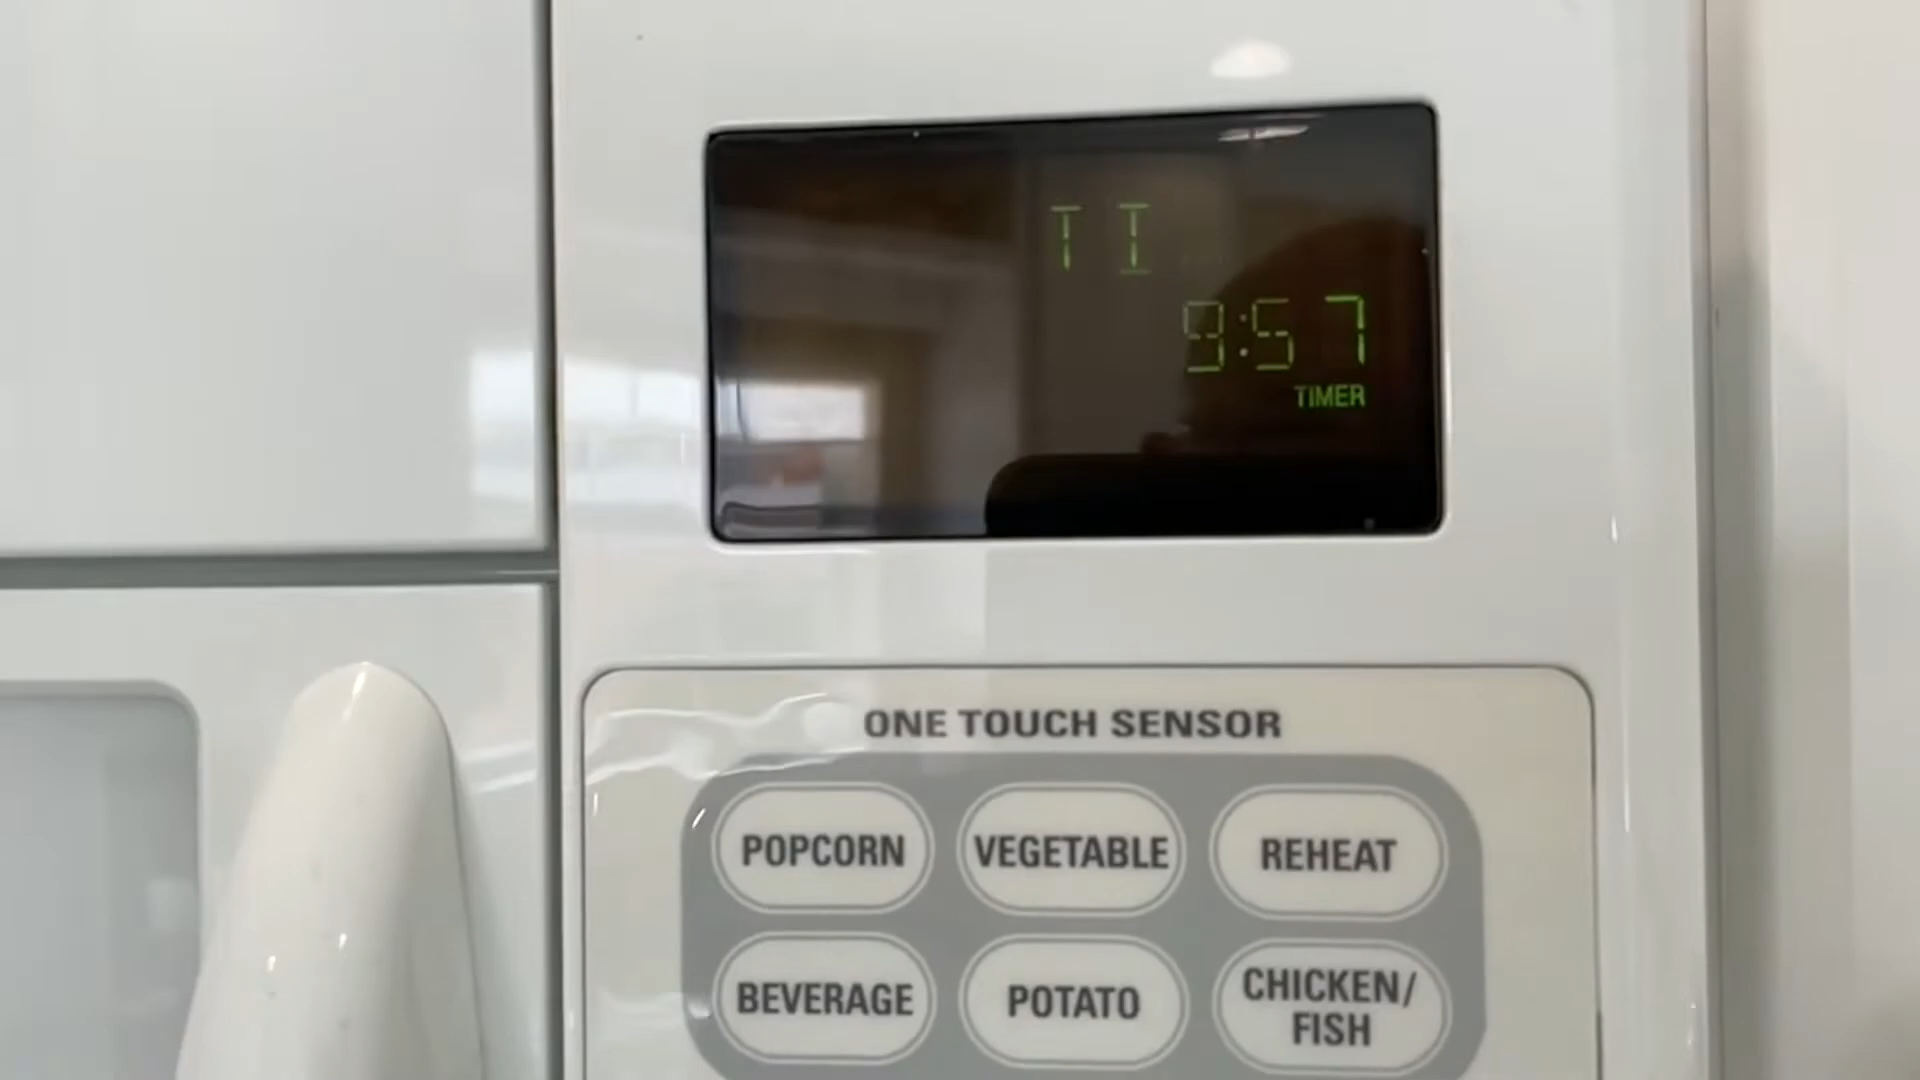 TI
9:57
TIMER
ONE TOUCH SENSOR
POPCORN VEGETABLE REHEAT
BEVERAGE POTATO CHICKEN/
FISH